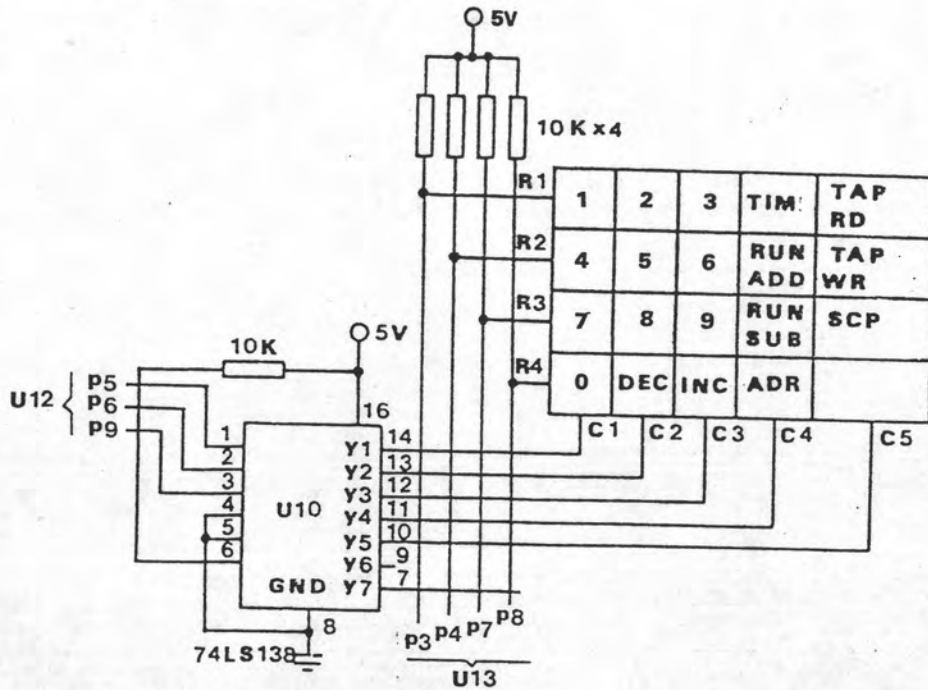 5V
10K x4
R1 1 2 3 TIM TAP RD
R2 4 5 6 RUN ADD TAP WR
R3 7 8 9 RUN SUB SCP
R4 0 DEC INC ADR
C1 C2 C3 C4 C5
5V
10K
U12
P5
P6
P9
16
1
2
3
4
5
6
U10
GND
Y1 14
Y2 13
Y3 12
Y4 11
Y5 10
Y6 9
Y7 7
8
74LS138
P3 P4 P7 P8
U13